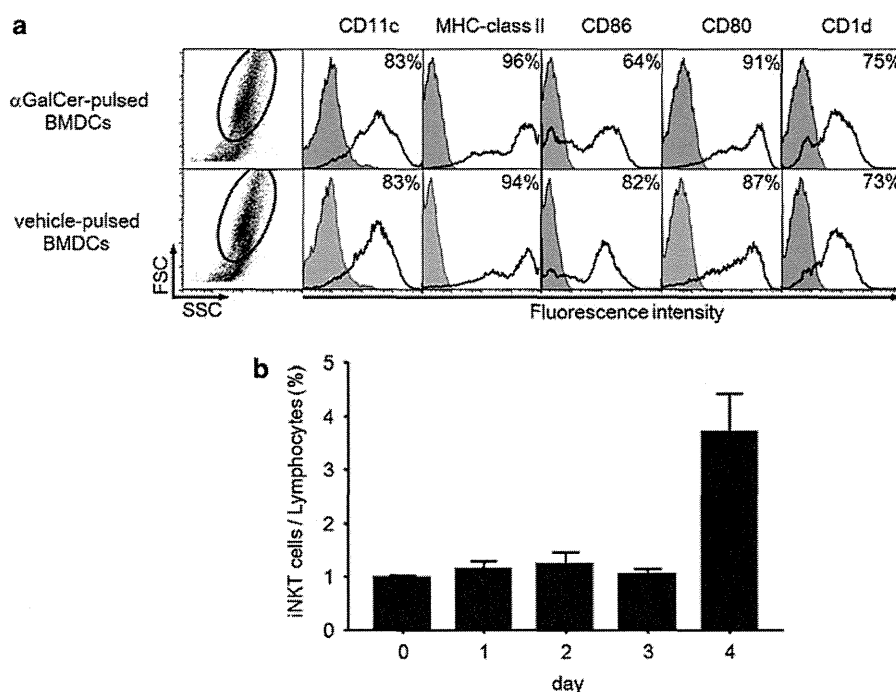 a
CD11c MHC-class II CD86 CD80 CD1d
αGalCer-pulsed
BMDCs
83% 96% 64% 91% 75%
vehicle-pulsed
BMDCs
83% 94% 82% 87% 73%
FSC
SSC
Fluorescence intensity
b
iNKT cells / Lymphocytes (%)
5
4
3
2
1
0
0 1 2 3 4
day